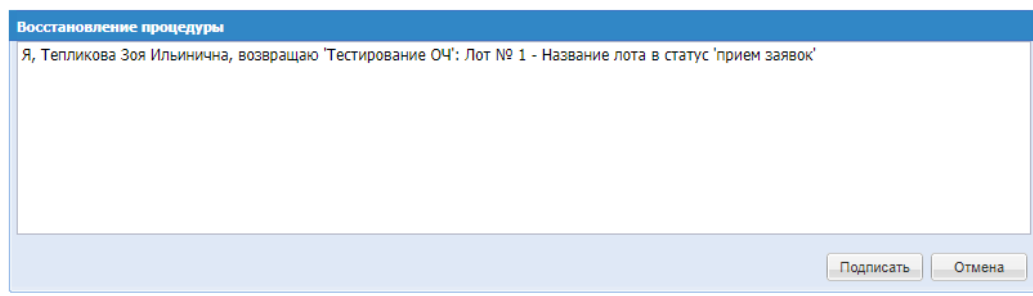 Восстановление процедуры
Я, Тепликова Зоя Ильинична, возвращаю 'Тестирование ОЧ': Лот № 1 - Название лота в статус 'прием заявок'
Подписать
Отмена